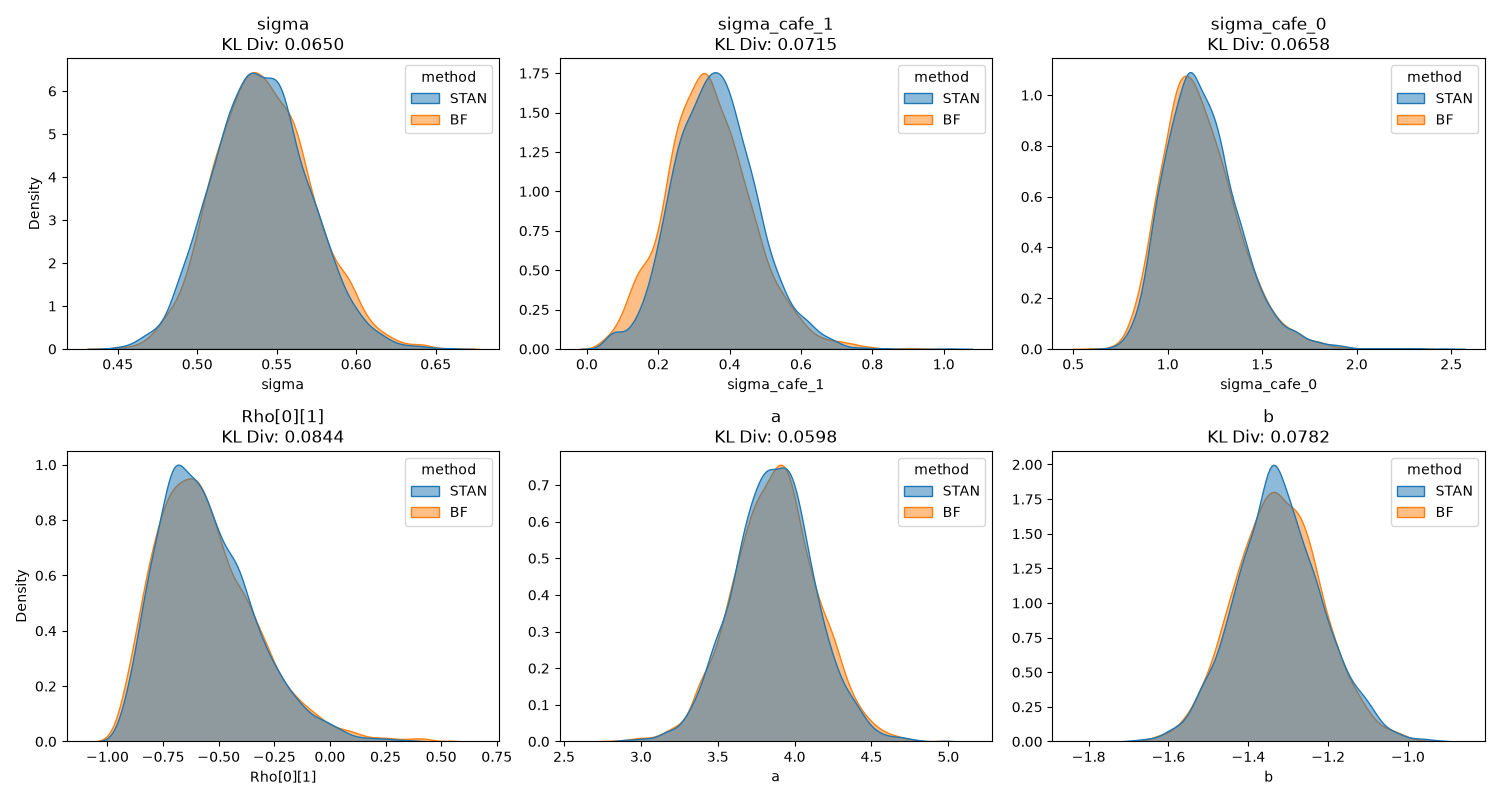 sigma
KL Div: 0.0650
sigma_cafe_1
KL Div: 0.0715
sigma_cafe_0
KL Div: 0.0658
Density
6
5
4
3
2
1
0
method
STAN
BF
0.45 0.50 0.55 0.60 0.65
sigma
1.75
1.50
1.25
1.00
0.75
0.50
0.25
0.00
method
STAN
BF
0.0 0.2 0.4 0.6 0.8 1.0
sigma_cafe_1
1.0
0.8
0.6
0.4
0.2
0.0
method
STAN
BF
0.5 1.0 1.5 2.0 2.5
sigma_cafe_0
Rho[0][1]
KL Div: 0.0844
a
KL Div: 0.0598
b
KL Div: 0.0782
Density
1.0
0.8
0.6
0.4
0.2
0.0
method
STAN
BF
−1.00 −0.75 −0.50 −0.25 0.00 0.25 0.50 0.75
Rho[0][1]
0.7
0.6
0.5
0.4
0.3
0.2
0.1
0.0
method
STAN
BF
2.5 3.0 3.5 4.0 4.5 5.0
a
2.00
1.75
1.50
1.25
1.00
0.75
0.50
0.25
0.00
method
STAN
BF
−1.8 −1.6 −1.4 −1.2 −1.0
b